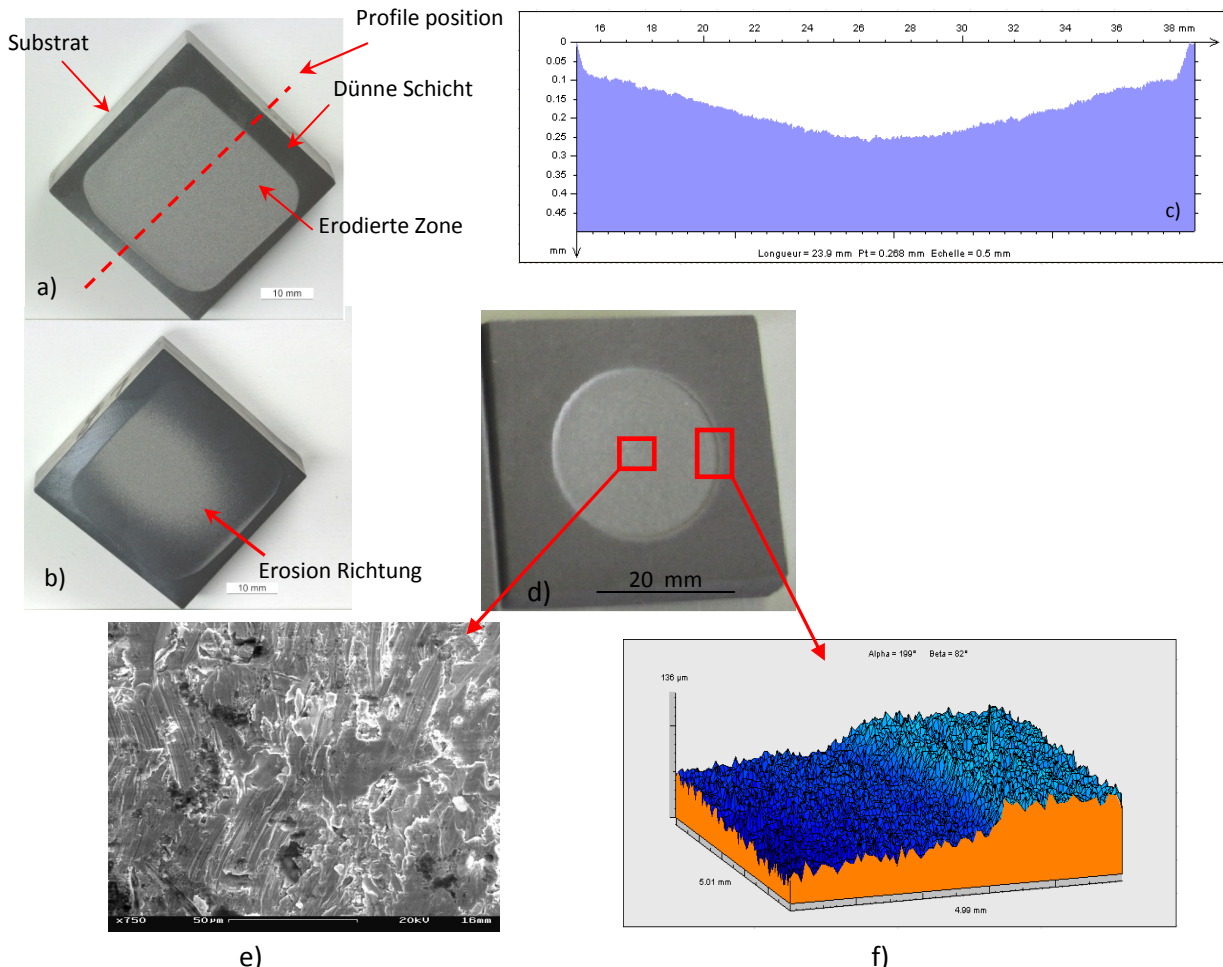 Substrat
Profile position
Dünne Schicht
Erodierte Zone
a)
10 mm
16 18 20 22 24 26 28 30 32 34 36 38 mm
0
0.05
0.1
0.15
0.2
0.25
0.3
0.35
0.4
0.45
mm
c)
Longueur = 23.9 mm Pt = 0.268 mm Echelle = 0.5 mm
b)
Erosion Richtung
10 mm
d)
20 mm
x750 50µm 20kV 16mm
e)
Alpha = 199° Beta = 82°
136 µm
5.01 mm
4.99 mm
f)